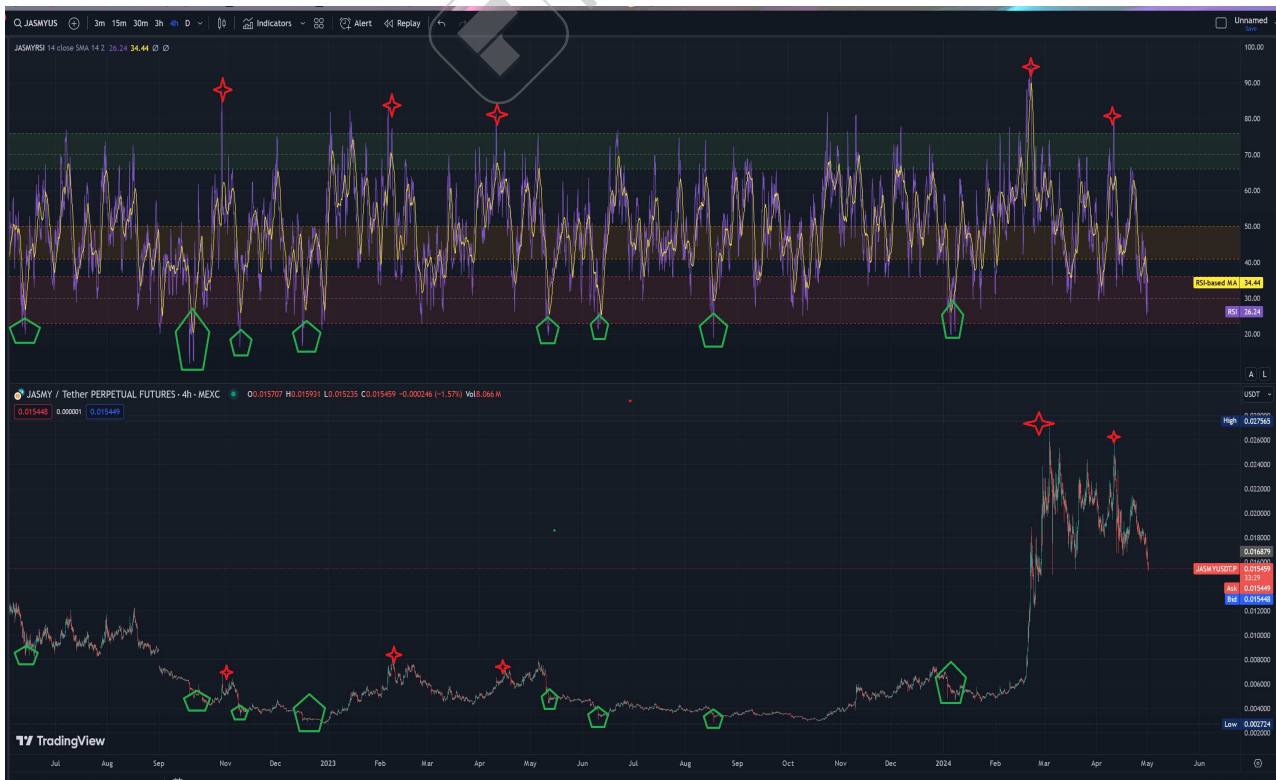 JASMYUS 3m 15m 30m 3h 4h D Indicators Alert Replay Unnamed
Save
JASMYRSI 14 close SMA 14 2 26.24 34.44 Ø Ø
100.00
90.00
80.00
70.00
60.00
50.00
40.00
RSI-based MA 34.44
30.00
RSI 26.24
20.00
A L
JASMY / Tether PERPETUAL FUTURES · 4h · MEXC O0.015707 H0.015931 L0.015235 C0.015459 −0.000246 (−1.57%) Vol8.066 M
USDT
0.015448 0.000001 0.015449
High 0.027565
0.026000
0.024000
0.022000
0.020000
0.018000
0.016879
0.016000
JASMYUSDT.P 0.015459
33:29
Ask 0.015449
Bid 0.015448
0.012000
0.010000
0.008000
0.006000
0.004000
Low 0.002724
0.002000
TradingView
Jul Aug Sep Nov Dec 2023 Feb Mar Apr May Jun Jul Aug Sep Oct Nov Dec 2024 Feb Mar Apr May Jun